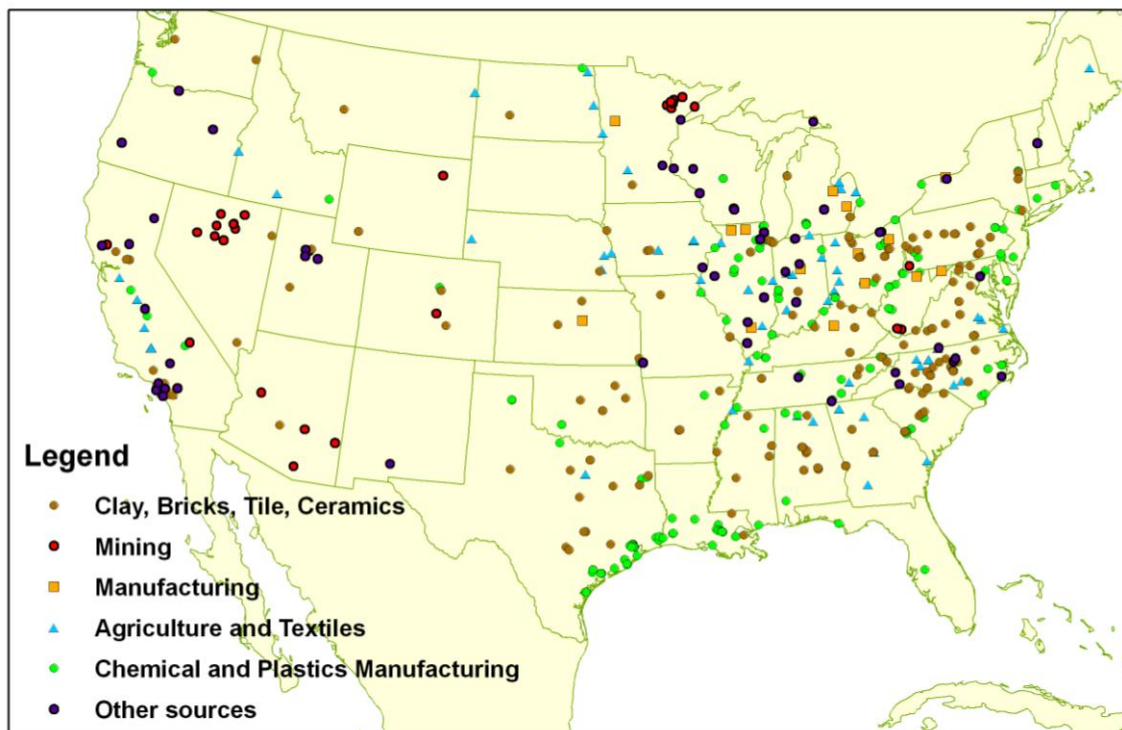 Legend
Clay, Bricks, Tile, Ceramics
Mining
Manufacturing
Agriculture and Textiles
Chemical and Plastics Manufacturing
Other sources